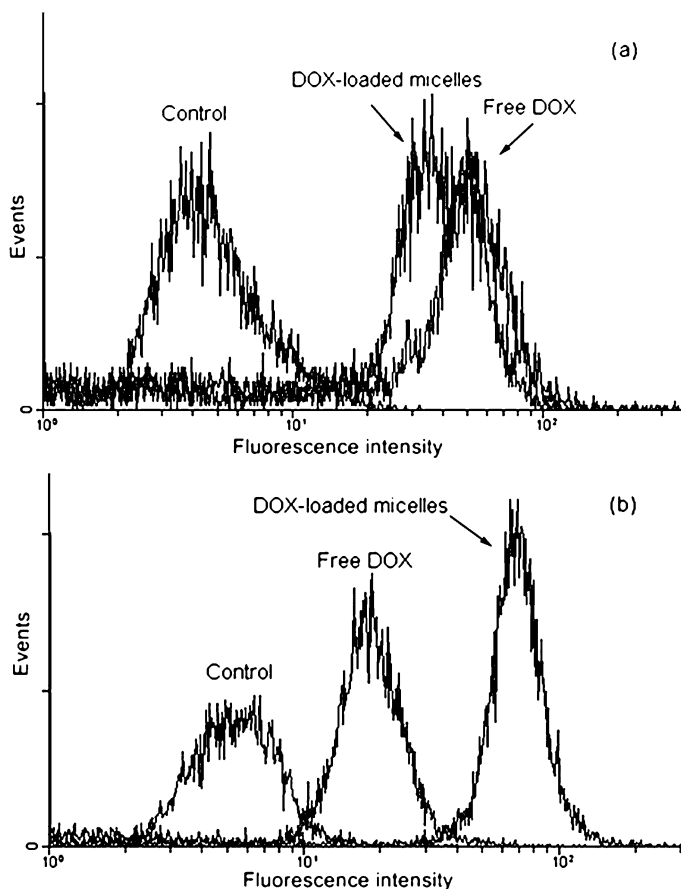 (a)
DOX-loaded micelles
Free DOX
Control
Events
0
10⁰ 10¹ 10²
Fluorescence intensity
(b)
DOX-loaded micelles
Free DOX
Control
Events
0
10⁰ 10¹ 10²
Fluorescence intensity